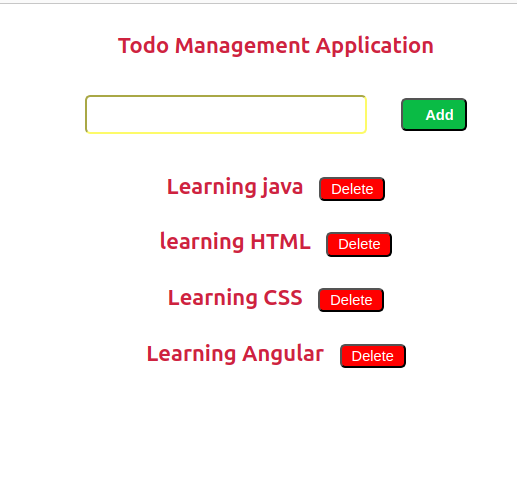 Todo Management Application
Add
Learning java Delete
learning HTML Delete
Learning CSS Delete
Learning Angular Delete